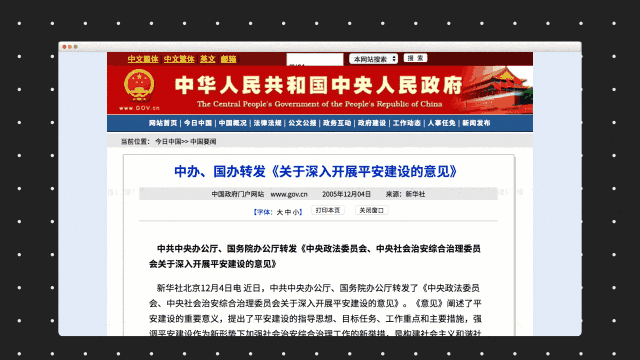 中文简体 中文繁体 英文 邮箱
本网站搜索 搜 索
中华人民共和国中央人民政府
www.GOV.cn
The Central People's Government of the People's Republic of China
网站首页 | 今日中国 | 中国概况 | 法律法规 | 公文公报 | 政务互动 | 政府建设 | 工作动态 | 人事任免 | 新闻发布
当前位置： 今日中国>> 中国要闻
中办、国办转发《关于深入开展平安建设的意见》
中国政府门户网站 www.gov.cn 2005年12月04日 来源：新华社
【字体：大 中 小】 打印本页 关闭窗口
中共中央办公厅、国务院办公厅转发《中央政法委员会、中央社会治安综合治理委员
会关于深入开展平安建设的意见》
新华社北京12月4日电 近日，中共中央办公厅、国务院办公厅转发了《中央政法委员
会、中央社会治安综合治理委员会关于深入开展平安建设的意见》。《意见》阐述了平
安建设的重要意义，提出了平安建设的指导思想、目标任务、工作重点和主要措施，强
调平安建设作为新形势下加强社会治安综合治理工作的新举措，是构建社会主义和谐社